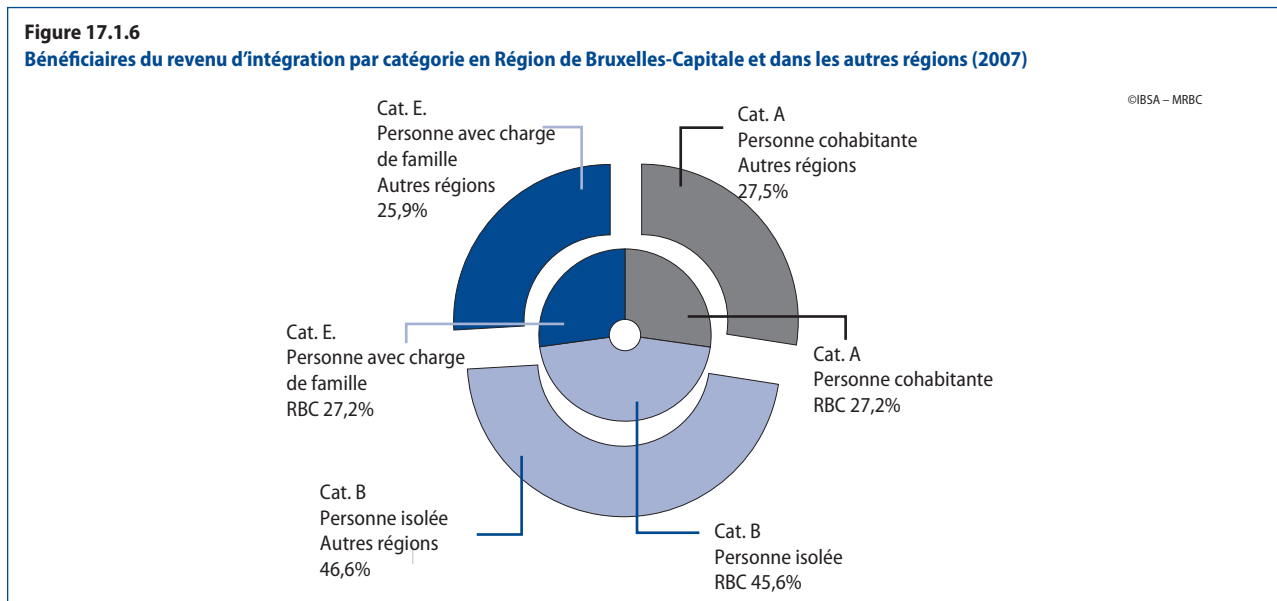 Figure 17.1.6
Bénéficiaires du revenu d'intégration par catégorie en Région de Bruxelles-Capitale et dans les autres régions (2007)
©IBSA – MRBC
Cat. E.
Personne avec charge
de famille
Autres régions
25,9%
Cat. A
Personne cohabitante
Autres régions
27,5%
Cat. E.
Personne avec charge
de famille
RBC 27,2%
Cat. A
Personne cohabitante
RBC 27,2%
Cat. B
Personne isolée
Autres régions
46,6%
Cat. B
Personne isolée
RBC 45,6%